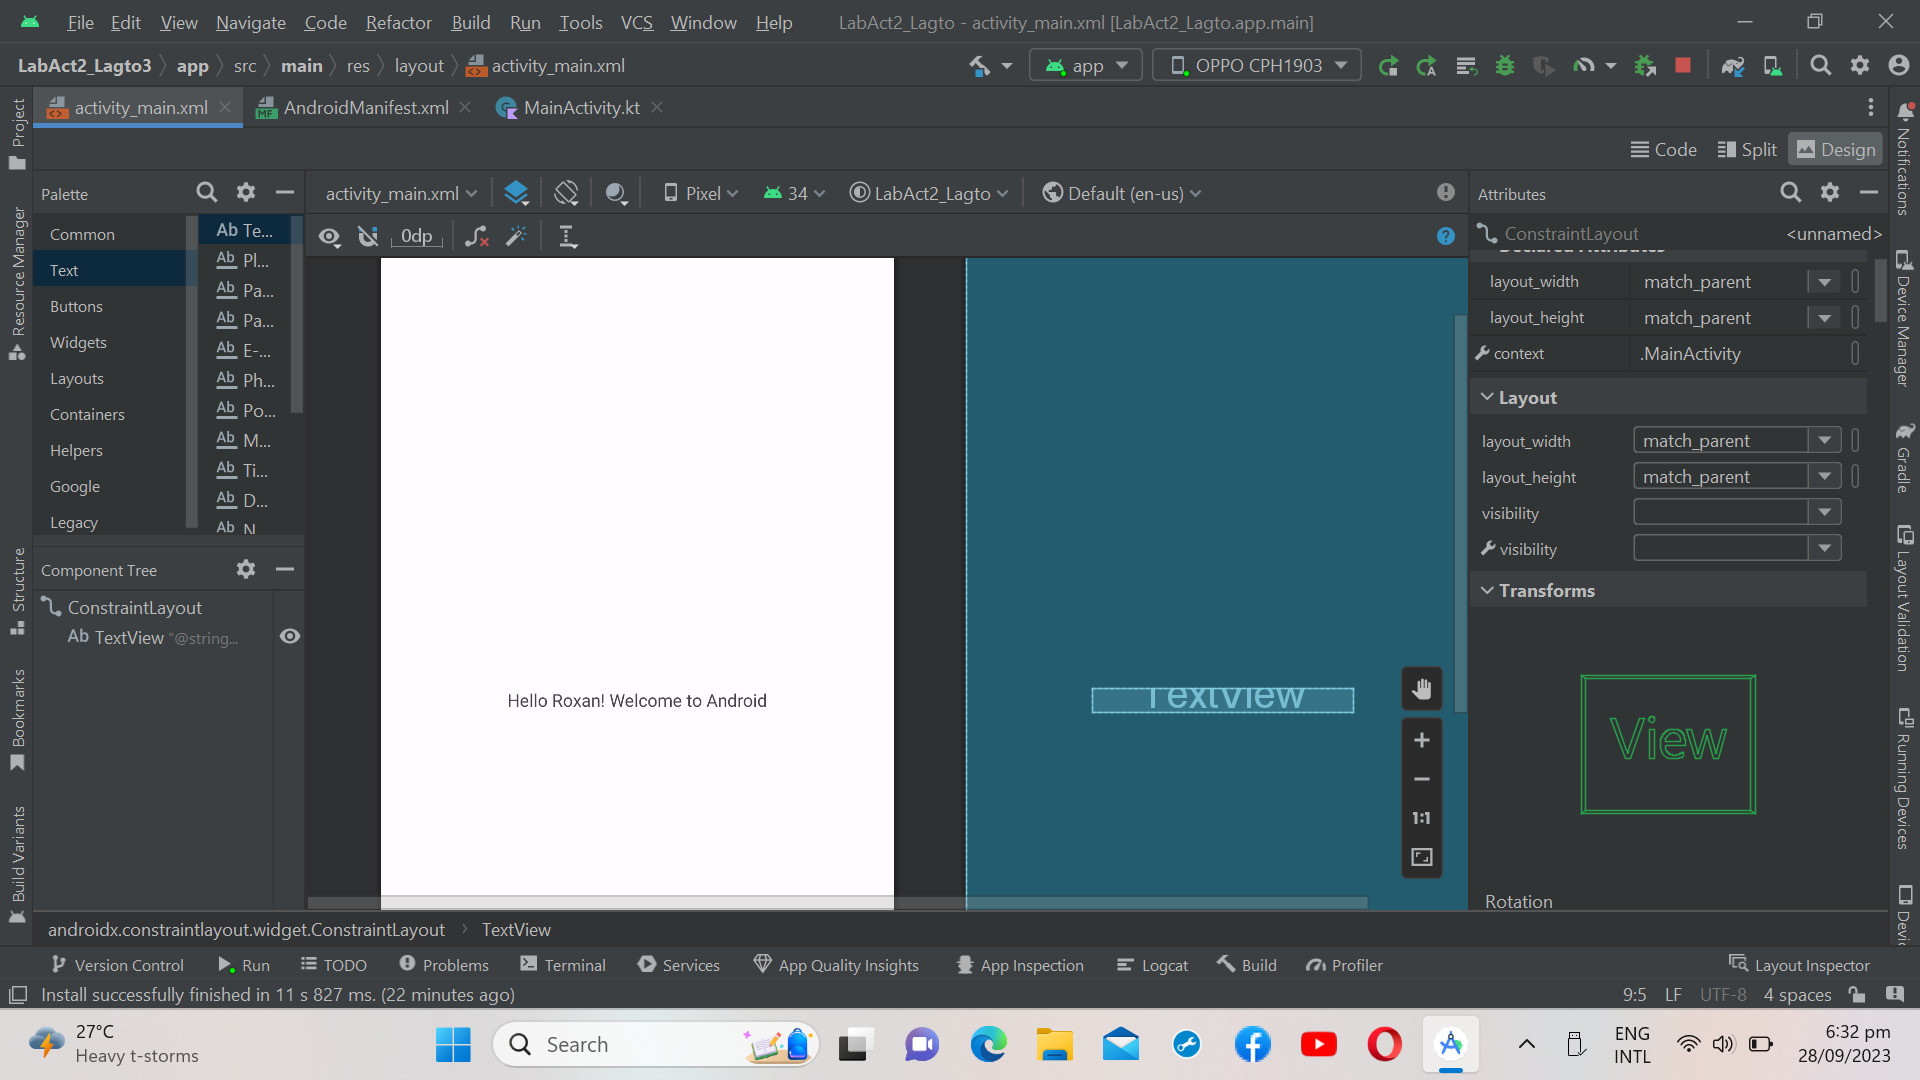 File Edit View Navigate Code Refactor Build Run Tools VCS Window Help LabAct2_Lagto - activity_main.xml [LabAct2_Lagto.app.main]
LabAct2_Lagto3 app src main res layout activity_main.xml app OPPO CPH1903
activity_main.xml AndroidManifest.xml MainActivity.kt
Code Split Design
Palette
Common
Text
Buttons
Widgets
Layouts
Containers
Helpers
Google
Legacy
Ab Te...
Ab Pl...
Ab Pa...
Ab Pa...
Ab E-...
Ab Ph...
Ab Po...
Ab M...
Ab Ti...
Ab D...
Ab N
activity_main.xml Pixel 34 LabAct2_Lagto Default (en-us)
0dp
Hello Roxan! Welcome to Android
TextView
1:1
Component Tree
ConstraintLayout
Ab TextView "@string...
Attributes
ConstraintLayout <unnamed>
Declared Attributes
layout_width match_parent
layout_height match_parent
context .MainActivity
Layout
layout_width match_parent
layout_height match_parent
visibility
visibility
Transforms
View
Rotation
Project
Resource Manager
Structure
Bookmarks
Build Variants
Notifications
Device Manager
Gradle
Layout Validation
Running Devices
Devic
androidx.constraintlayout.widget.ConstraintLayout TextView
Version Control Run TODO Problems Terminal Services App Quality Insights App Inspection Logcat Build Profiler Layout Inspector
Install successfully finished in 11 s 827 ms. (22 minutes ago) 9:5 LF UTF-8 4 spaces
27°C
Heavy t-storms
Search
ENG
INTL
6:32 pm
28/09/2023